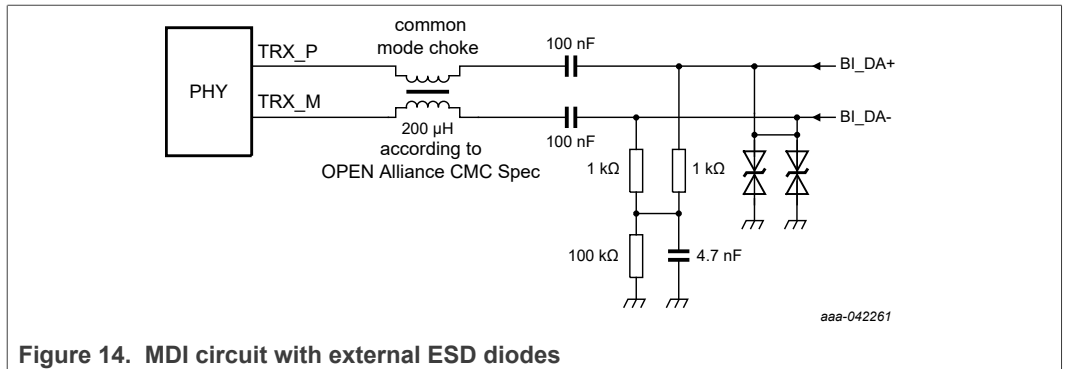 common
mode choke
100 nF
TRX_P
BI_DA+
PHY
TRX_M
BI_DA-
200 µH
100 nF
according to
OPEN Alliance CMC Spec
1 kΩ
1 kΩ
100 kΩ
4.7 nF
aaa-042261
Figure 14. MDI circuit with external ESD diodes